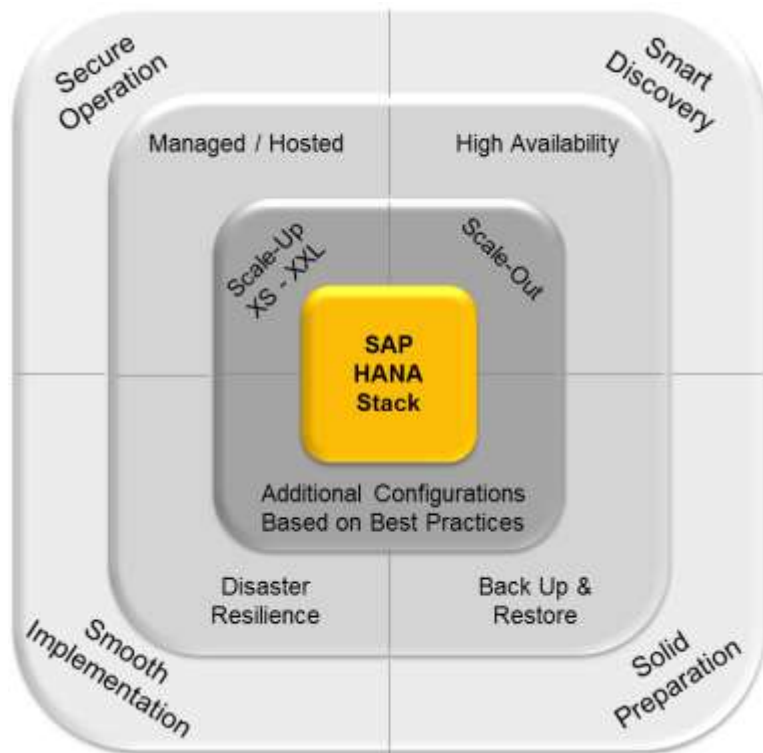 Secure
Operation
Smart
Discovery
Managed / Hosted
High Availability
Scale-Up
XS - XXL
Scale-Out
SAP
HANA
Stack
Additional Configurations
Based on Best Practices
Disaster
Resilience
Back Up &
Restore
Smooth
Implementation
Solid
Preparation